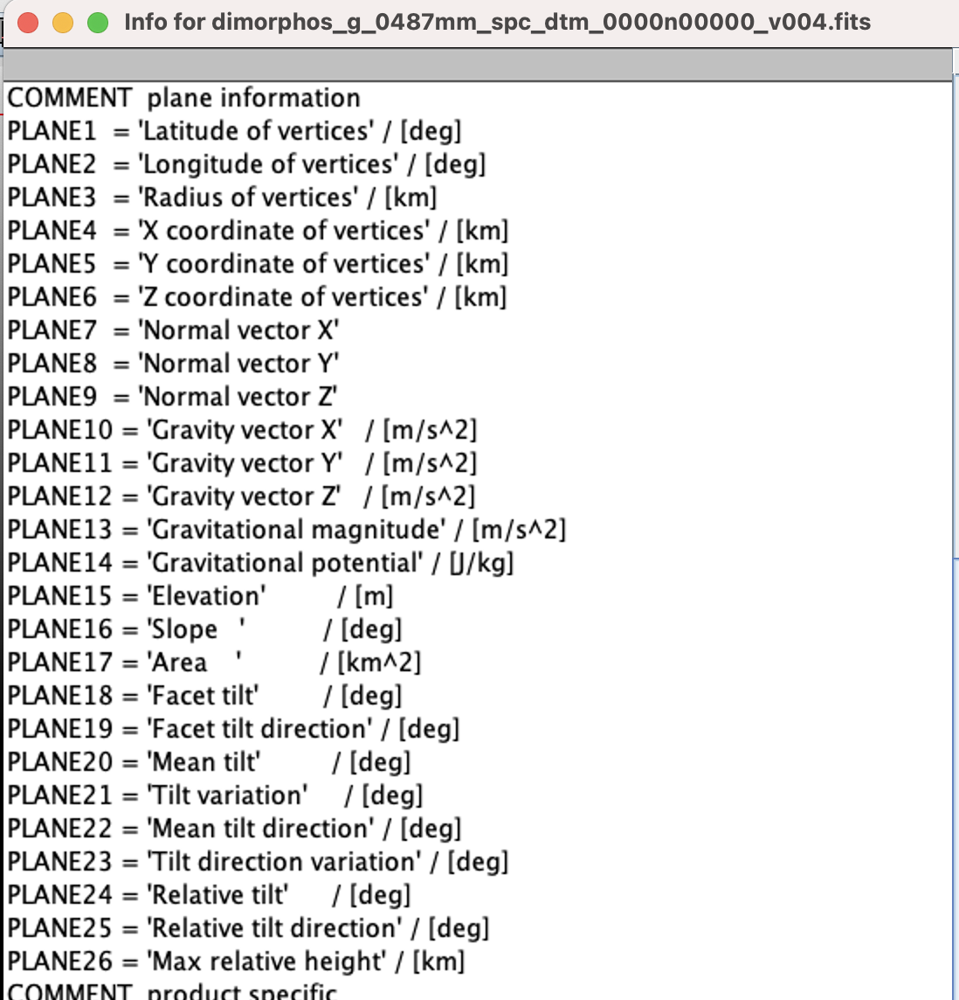 Info for dimorphos_g_0487mm_spc_dtm_0000n00000_v004.fits
COMMENT  plane information
PLANE1  = 'Latitude of vertices' / [deg]
PLANE2  = 'Longitude of vertices' / [deg]
PLANE3  = 'Radius of vertices' / [km]
PLANE4  = 'X coordinate of vertices' / [km]
PLANE5  = 'Y coordinate of vertices' / [km]
PLANE6  = 'Z coordinate of vertices' / [km]
PLANE7  = 'Normal vector X'
PLANE8  = 'Normal vector Y'
PLANE9  = 'Normal vector Z'
PLANE10 = 'Gravity vector X'   / [m/s^2]
PLANE11 = 'Gravity vector Y'   / [m/s^2]
PLANE12 = 'Gravity vector Z'   / [m/s^2]
PLANE13 = 'Gravitational magnitude' / [m/s^2]
PLANE14 = 'Gravitational potential' / [J/kg]
PLANE15 = 'Elevation'          / [m]
PLANE16 = 'Slope   '           / [deg]
PLANE17 = 'Area    '           / [km^2]
PLANE18 = 'Facet tilt'         / [deg]
PLANE19 = 'Facet tilt direction' / [deg]
PLANE20 = 'Mean tilt'          / [deg]
PLANE21 = 'Tilt variation'     / [deg]
PLANE22 = 'Mean tilt direction' / [deg]
PLANE23 = 'Tilt direction variation' / [deg]
PLANE24 = 'Relative tilt'      / [deg]
PLANE25 = 'Relative tilt direction' / [deg]
PLANE26 = 'Max relative height' / [km]
COMMENT  product specific